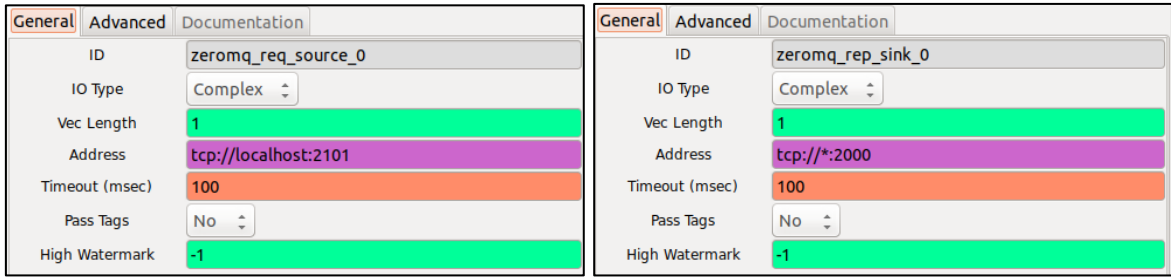 General Advanced Documentation
ID zeromq_req_source_0
IO Type Complex
Vec Length 1
Address tcp://localhost:2101
Timeout (msec) 100
Pass Tags No
High Watermark -1
General Advanced Documentation
ID zeromq_rep_sink_0
IO Type Complex
Vec Length 1
Address tcp://*:2000
Timeout (msec) 100
Pass Tags No
High Watermark -1